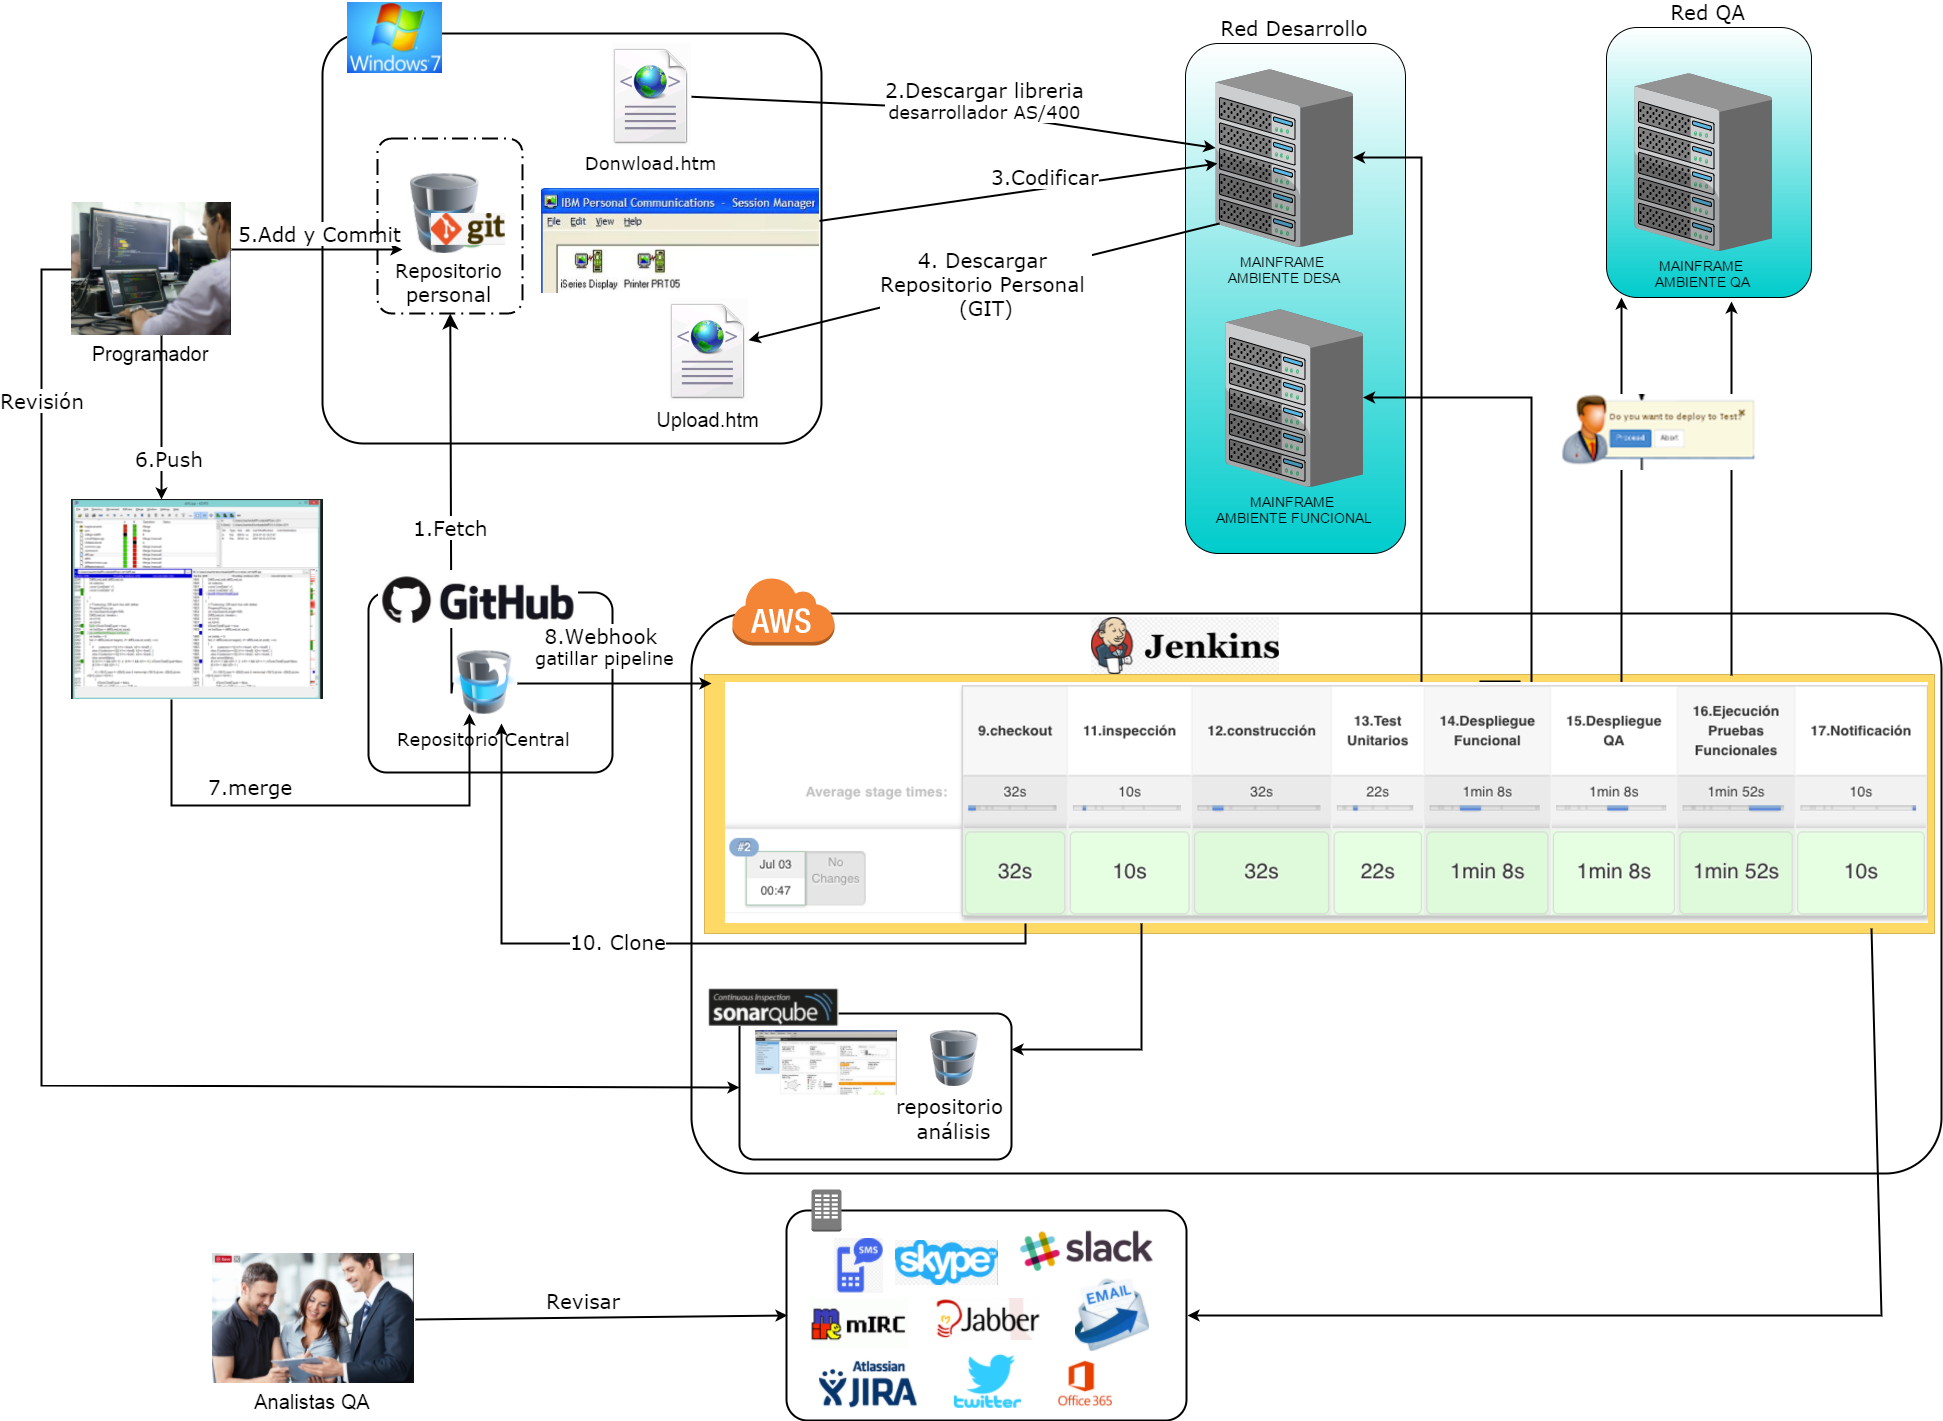 Windows 7
Donwload.htm
git
Repositorio
personal
IBM Personal Communications - Session Manager
File Edit View Help
iSeries Display
Printer PRT05
Upload.htm
2.Descargar libreria
desarrollador AS/400
3.Codificar
4. Descargar
Repositorio Personal
(GIT)
Red Desarrollo
MAINFRAME
AMBIENTE DESA
MAINFRAME
AMBIENTE FUNCIONAL
Red QA
MAINFRAME
AMBIENTE QA
Do you want to deploy to Test?
Proceed
Abort
5.Add y Commit
Programador
Revisión
6.Push
1.Fetch
GitHub
Repositorio Central
7.merge
8.Webhook
gatillar pipeline
AWS
Jenkins
9.checkout
11.inspección
12.construcción
13.Test
Unitarios
14.Despliegue
Funcional
15.Despliegue
QA
16.Ejecución
Pruebas
Funcionales
17.Notificación
Average stage times:
32s
10s
32s
22s
1min 8s
1min 8s
1min 52s
10s
#2
Jul 03
00:47
No
Changes
32s
10s
32s
22s
1min 8s
1min 8s
1min 52s
10s
10. Clone
Continuous Inspection
sonarqube
repositorio
análisis
SMS
skype
slack
mIRC
Jabber
EMAIL
Atlassian
JIRA
twitter
Office 365
Revisar
Analistas QA